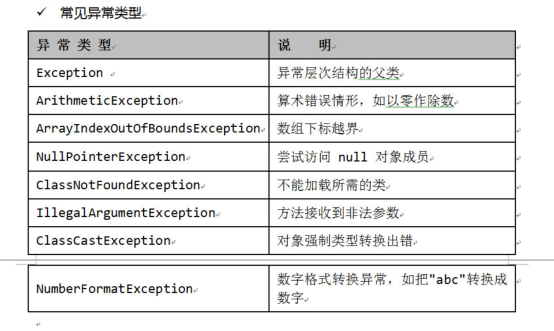 ✓ 常见异常类型
异 常 类 型 说 明
Exception 异常层次结构的父类
ArithmeticException 算术错误情形，如以零作除数
ArrayIndexOutOfBoundsException 数组下标越界
NullPointerException 尝试访问 null 对象成员
ClassNotFoundException 不能加载所需的类
IllegalArgumentException 方法接收到非法参数
ClassCastException 对象强制类型转换出错
NumberFormatException 数字格式转换异常，如把"abc"转换成
数字